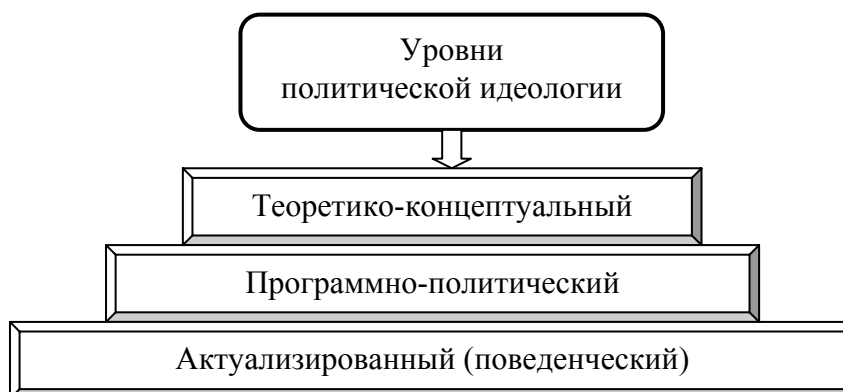 Уровни
политической идеологии
Теоретико-концептуальный
Программно-политический
Актуализированный (поведенческий)